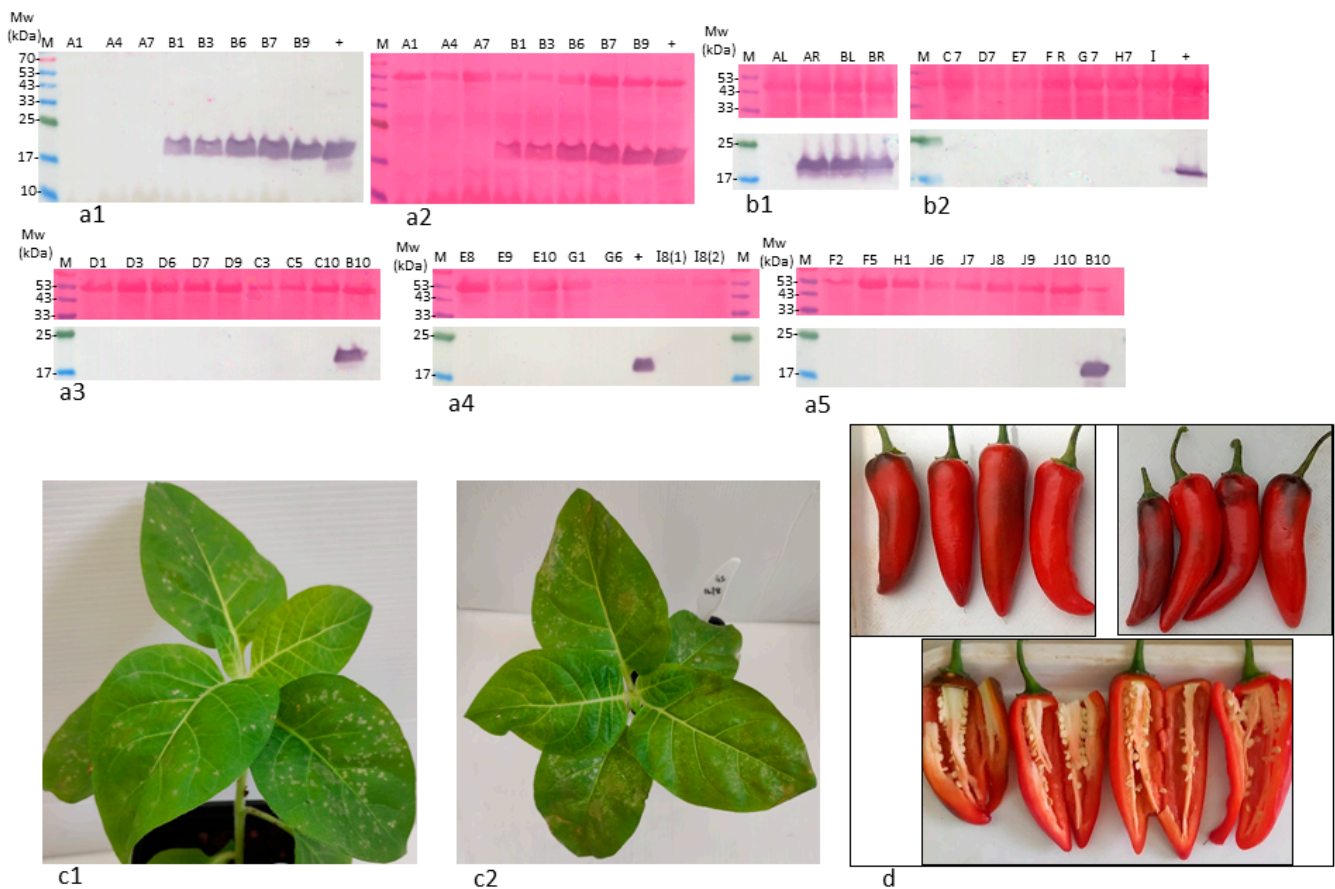 Mw
(kDa) M A1 A4 A7 B1 B3 B6 B7 B9 +
70-
53-
43-
33-
25-
17-
10-
a1
M A1 A4 A7 B1 B3 B6 B7 B9 +
a2
Mw
(kDa) M AL AR BL BR
53-
43-
33-
25-
17-
b1
M C7 D7 E7 F R G7 H7 I +
b2
Mw
(kDa) M D1 D3 D6 D7 D9 C3 C5 C10 B10
53-
43-
33-
25-
17-
a3
Mw
(kDa) M E8 E9 E10 G1 G6 + I8(1) I8(2) M
53-
43-
33-
25-
17-
a4
Mw
(kDa) M F2 F5 H1 J6 J7 J8 J9 J10 B10
53-
43-
33-
25-
17-
a5
c1
c2
d